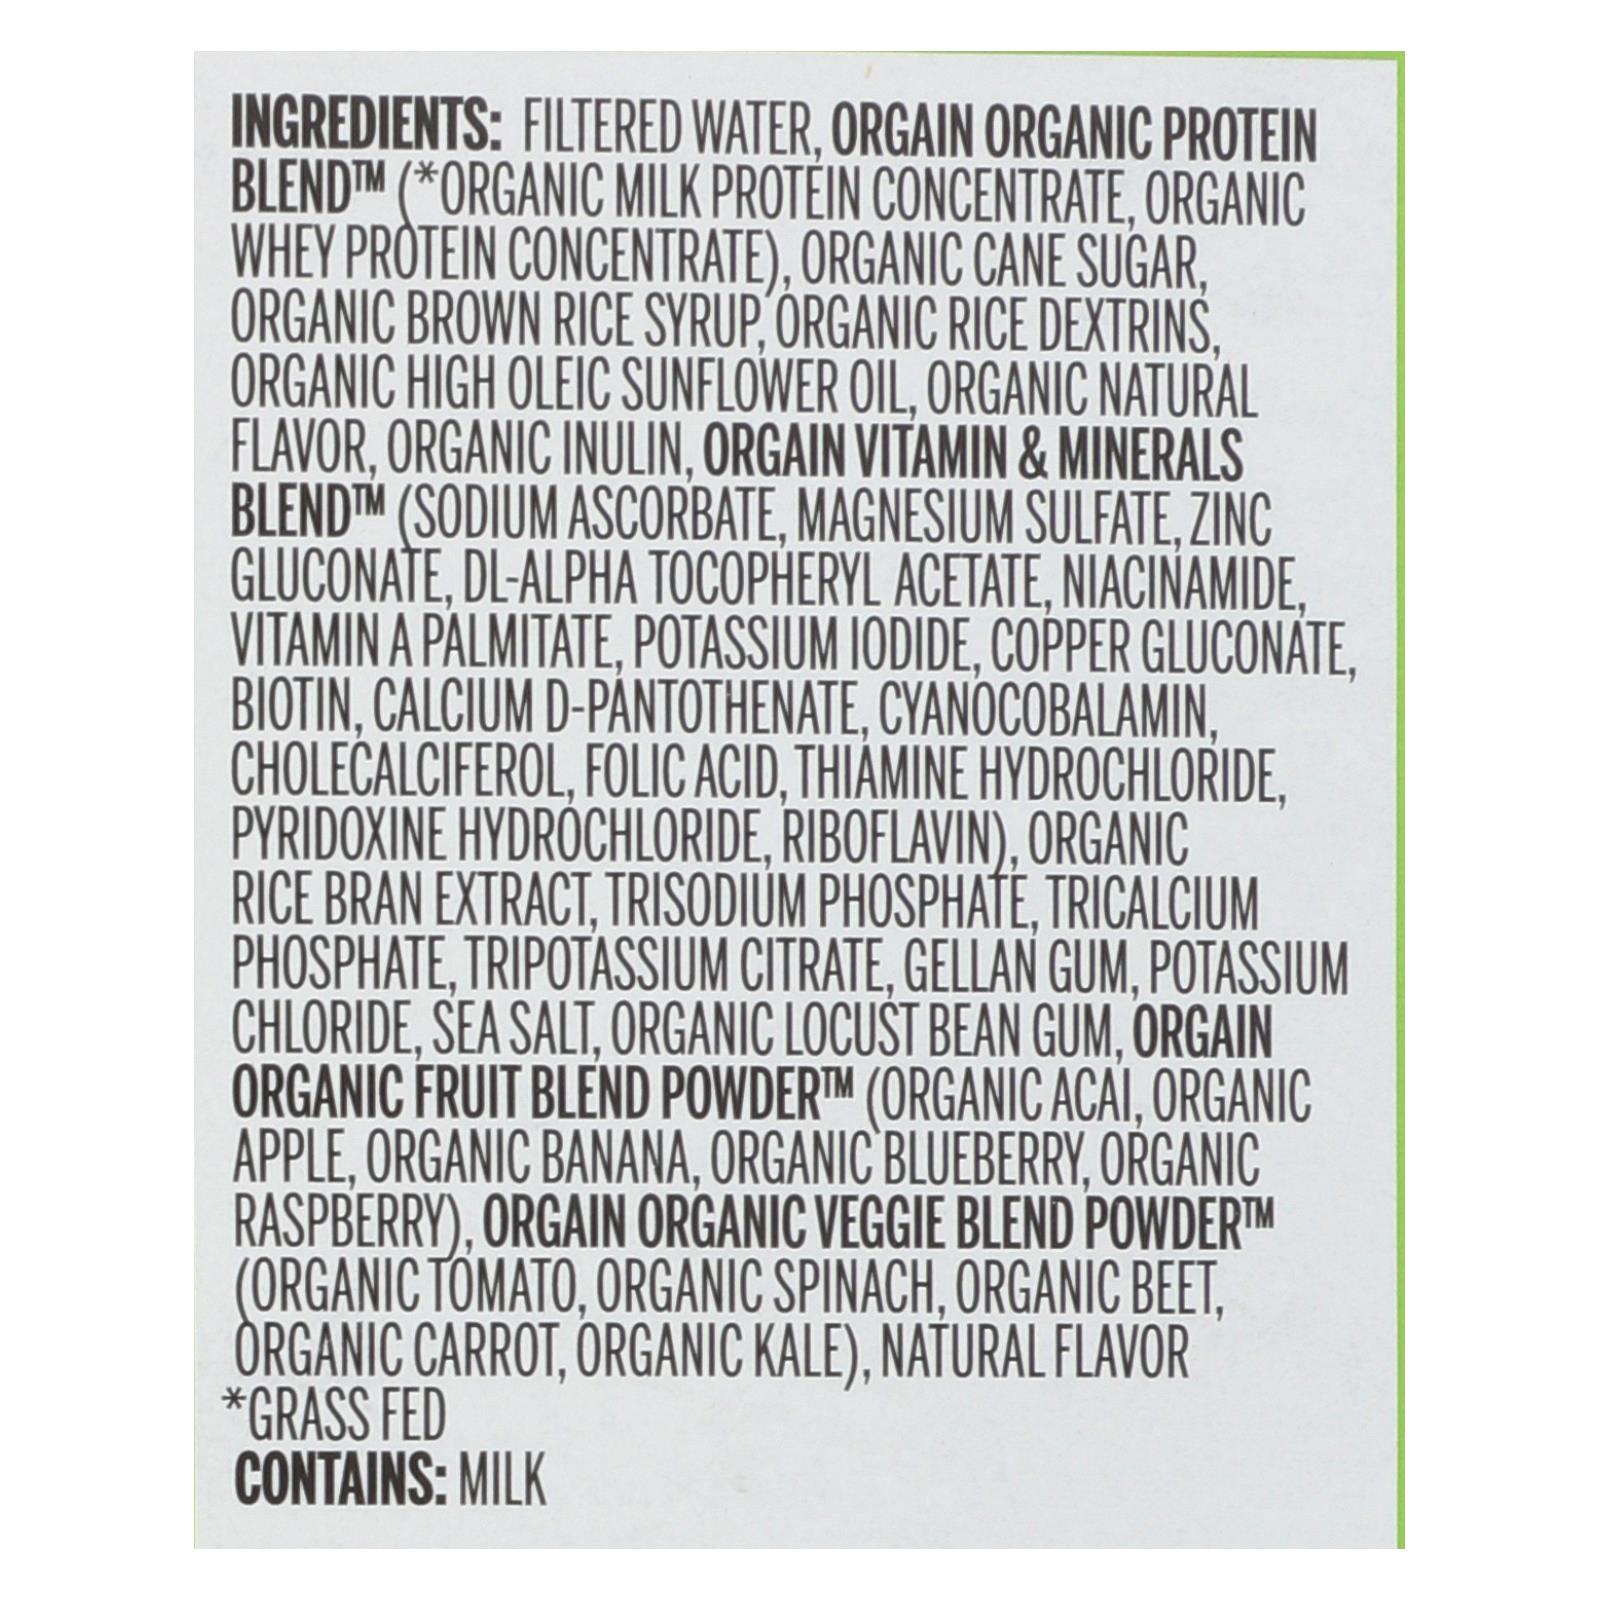 INGREDIENTS: FILTERED WATER, ORGAIN ORGANIC PROTEIN
BLEND™ (*ORGANIC MILK PROTEIN CONCENTRATE, ORGANIC
WHEY PROTEIN CONCENTRATE), ORGANIC CANE SUGAR,
ORGANIC BROWN RICE SYRUP, ORGANIC RICE DEXTRINS,
ORGANIC HIGH OLEIC SUNFLOWER OIL, ORGANIC NATURAL
FLAVOR, ORGANIC INULIN, ORGAIN VITAMIN & MINERALS
BLEND™ (SODIUM ASCORBATE, MAGNESIUM SULFATE, ZINC
GLUCONATE, DL-ALPHA TOCOPHERYL ACETATE, NIACINAMIDE,
VITAMIN A PALMITATE, POTASSIUM IODIDE, COPPER GLUCONATE,
BIOTIN, CALCIUM D-PANTOTHENATE, CYANOCOBALAMIN,
CHOLECALCIFEROL, FOLIC ACID, THIAMINE HYDROCHLORIDE,
PYRIDOXINE HYDROCHLORIDE, RIBOFLAVIN), ORGANIC
RICE BRAN EXTRACT, TRISODIUM PHOSPHATE, TRICALCIUM
PHOSPHATE, TRIPOTASSIUM CITRATE, GELLAN GUM, POTASSIUM
CHLORIDE, SEA SALT, ORGANIC LOCUST BEAN GUM, ORGAIN
ORGANIC FRUIT BLEND POWDER™ (ORGANIC ACAI, ORGANIC
APPLE, ORGANIC BANANA, ORGANIC BLUEBERRY, ORGANIC
RASPBERRY), ORGAIN ORGANIC VEGGIE BLEND POWDER™
(ORGANIC TOMATO, ORGANIC SPINACH, ORGANIC BEET,
ORGANIC CARROT, ORGANIC KALE), NATURAL FLAVOR
*GRASS FED
CONTAINS: MILK